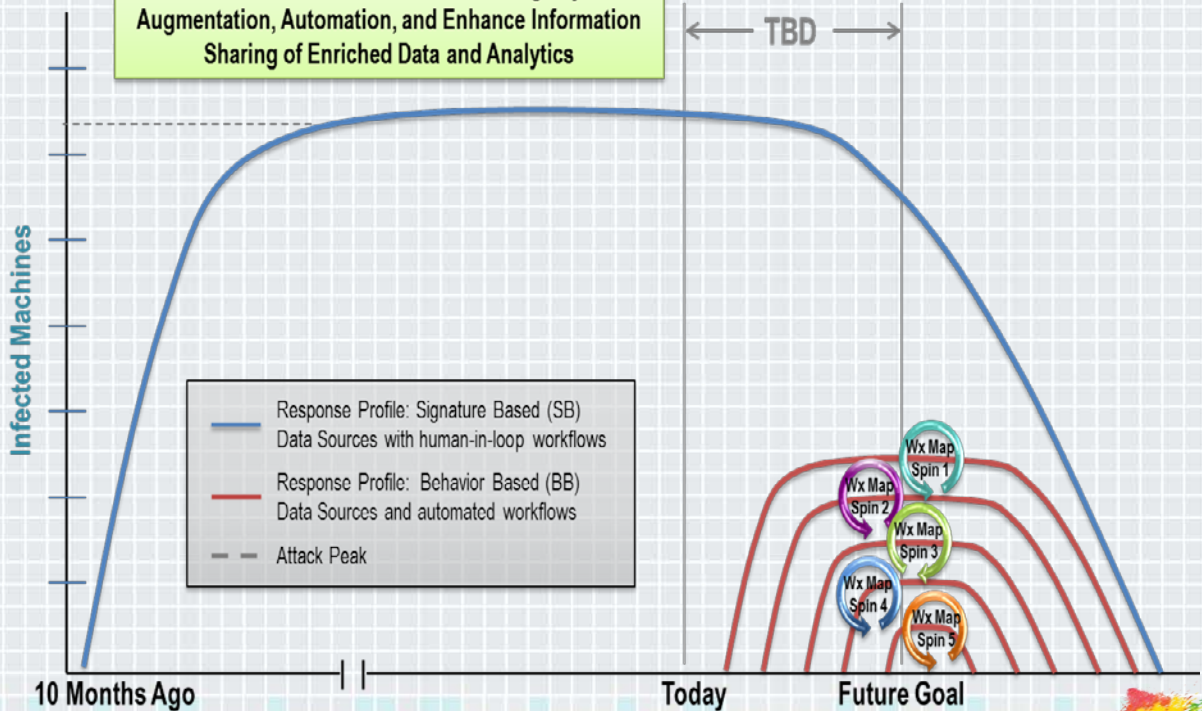 Augmentation, Automation, and Enhance Information
Sharing of Enriched Data and Analytics
TBD
Infected Machines
Response Profile: Signature Based (SB)
Data Sources with human-in-loop workflows
Response Profile: Behavior Based (BB)
Data Sources and automated workflows
Attack Peak
Wx Map
Spin 1
Wx Map
Spin 2
Wx Map
Spin 3
Wx Map
Spin 4
Wx Map
Spin 5
10 Months Ago
Today
Future Goal